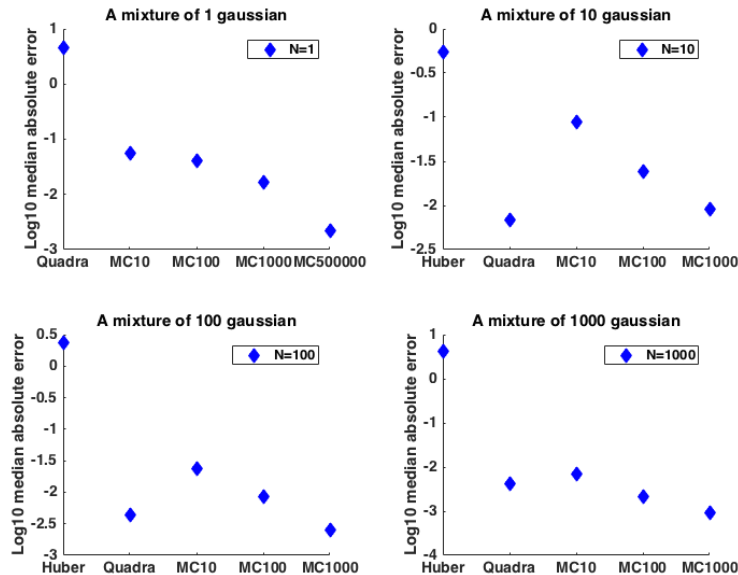 A mixture of 1 gaussian
Log10 median absolute error
1
0
-1
-2
-3
N=1
Quadra MC10 MC100 MC1000 MC500000
A mixture of 10 gaussian
Log10 median absolute error
0
-0.5
-1
-1.5
-2
-2.5
N=10
Huber Quadra MC10 MC100 MC1000
A mixture of 100 gaussian
Log10 median absolute error
0.5
0
-0.5
-1
-1.5
-2
-2.5
-3
N=100
Huber Quadra MC10 MC100 MC1000
A mixture of 1000 gaussian
Log10 median absolute error
1
0
-1
-2
-3
-4
N=1000
Huber Quadra MC10 MC100 MC1000